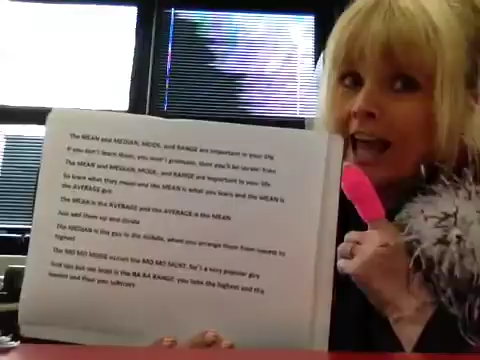 The MEAN and MEDIAN, MODE, and RANGE are important in your life
If you don't learn them, you won't graduate, then you'll be under
The MEAN and MEDIAN, MODE, and RANGE are important in your life
So learn what they mean and the MEAN is what you learn and the MEAN is
the AVERAGE guy
The MEAN is the AVERAGE and the AVERAGE is the MEAN
Just add them up and divide
The MEDIAN is the guy in the middle, when you arrange them from lowest to
highest
The MO MO MODE occurs the MO MO MOST, he's a very popular guy
And last but not least is the RA RA RANGE, you take the highest and the
lowest and then you subtract